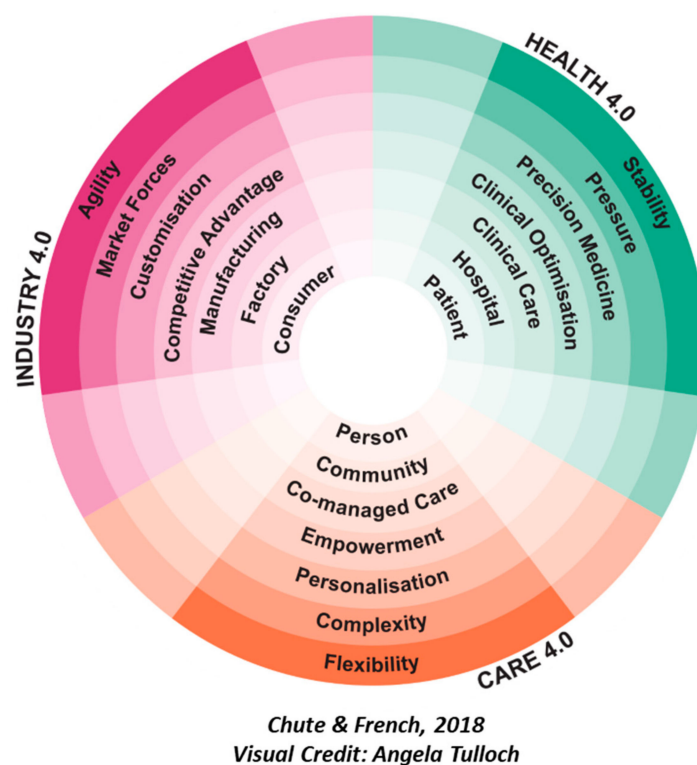 INDUSTRY 4.0
Agility
Market Forces
Customisation
Competitive Advantage
Manufacturing
Factory
Consumer
HEALTH 4.0
Stability
Pressure
Precision Medicine
Clinical Optimisation
Clinical Care
Hospital
Patient
Person
Community
Co-managed Care
Empowerment
Personalisation
Complexity
Flexibility
CARE 4.0
Chute & French, 2018
Visual Credit: Angela Tulloch